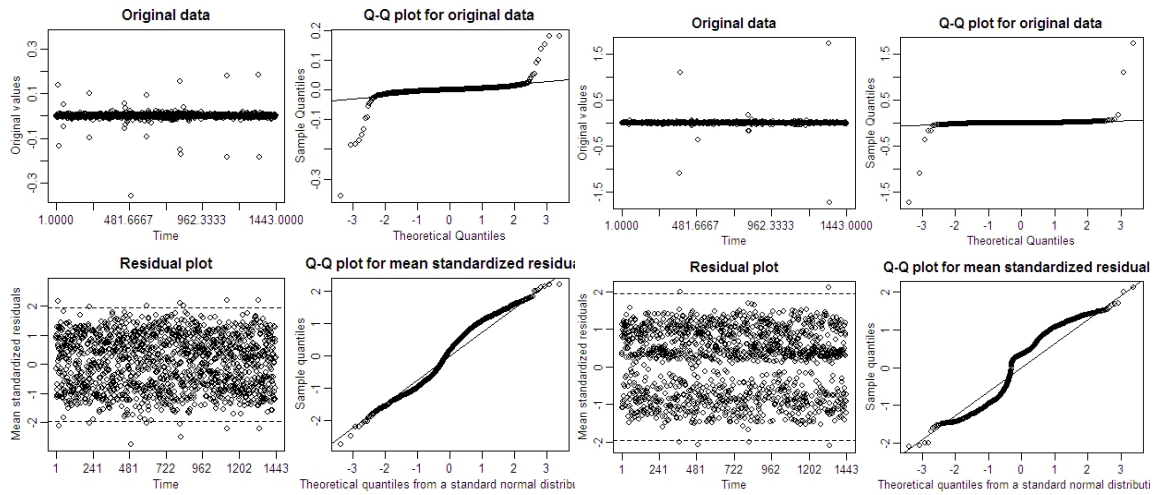 Original data
Q-Q plot for original data
Original data
Q-Q plot for original data
Original values
0.3
0.1
-0.1
-0.3
1.0000 481.6667 962.3333 1443.0000
Time
Sample Quantiles
0.2
0.1
0.0
-0.1
-0.3
-3 -2 -1 0 1 2 3
Theoretical Quantiles
Original values
1.5
0.5
-0.5
-1.5
1.0000 481.6667 962.3333 1443.0000
Time
Sample Quantiles
1.5
0.5
-0.5
-1.5
-3 -2 -1 0 1 2 3
Theoretical Quantiles
Residual plot
Q-Q plot for mean standardized residua
Residual plot
Q-Q plot for mean standardized residual
Mean standardized residuals
2
1
0
-1
-2
1 241 481 722 962 1202 1443
Time
Sample quantiles
2
1
0
-1
-2
-3 -2 -1 0 1 2 3
Theoretical quantiles from a standard normal distributi
Mean standardized residuals
2
1
0
-1
-2
1 241 481 722 962 1202 1443
Time
Sample quantiles
2
1
0
-1
-2
-3 -2 -1 0 1 2 3
Theoretical quantiles from a standard normal distributi